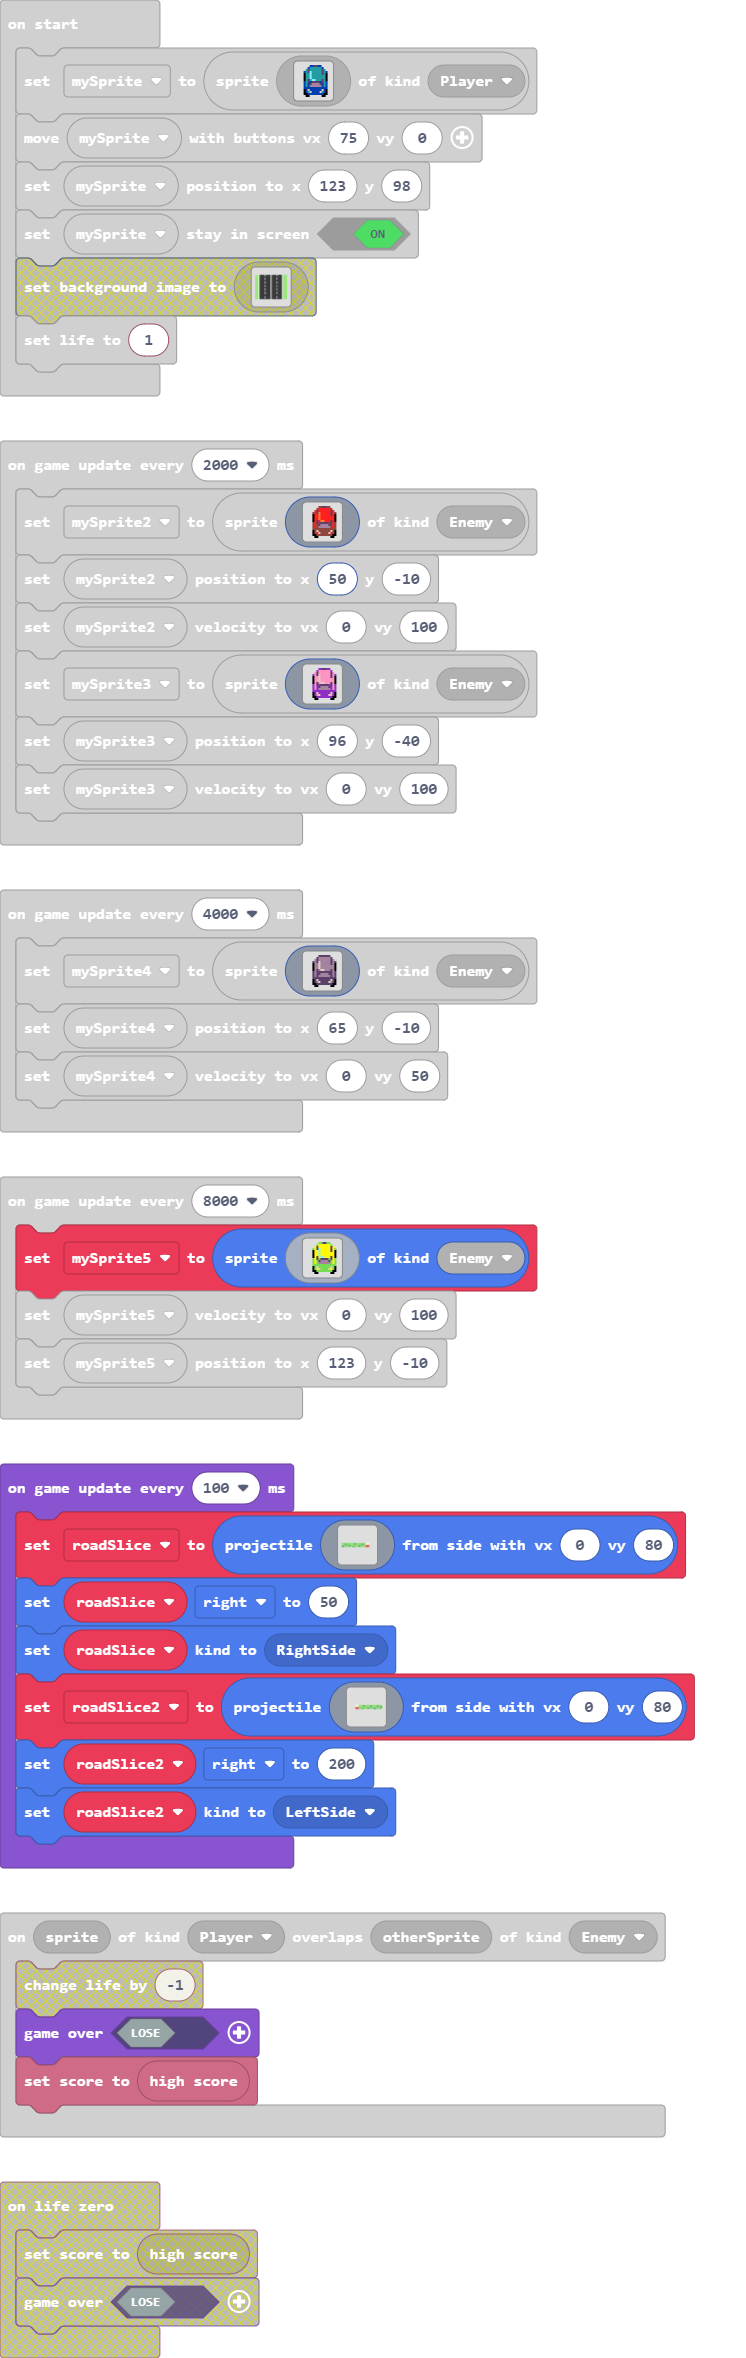 on start
set mySprite to sprite of kind Player
move mySprite with buttons vx 75 vy 0
set mySprite position to x 123 y 98
set mySprite stay in screen ON
set background image to
set life to 1
on game update every 2000 ms
set mySprite2 to sprite of kind Enemy
set mySprite2 position to x 50 y -10
set mySprite2 velocity to vx 0 vy 100
set mySprite3 to sprite of kind Enemy
set mySprite3 position to x 96 y -40
set mySprite3 velocity to vx 0 vy 100
on game update every 4000 ms
set mySprite4 to sprite of kind Enemy
set mySprite4 position to x 65 y -10
set mySprite4 velocity to vx 0 vy 50
on game update every 8000 ms
set mySprite5 to sprite of kind Enemy
set mySprite5 velocity to vx 0 vy 100
set mySprite5 position to x 123 y -10
on game update every 100 ms
set roadSlice to projectile from side with vx 0 vy 80
set roadSlice right to 50
set roadSlice kind to RightSide
set roadSlice2 to projectile from side with vx 0 vy 80
set roadSlice2 right to 200
set roadSlice2 kind to LeftSide
on sprite of kind Player overlaps otherSprite of kind Enemy
change life by -1
game over LOSE
set score to high score
on life zero
set score to high score
game over LOSE